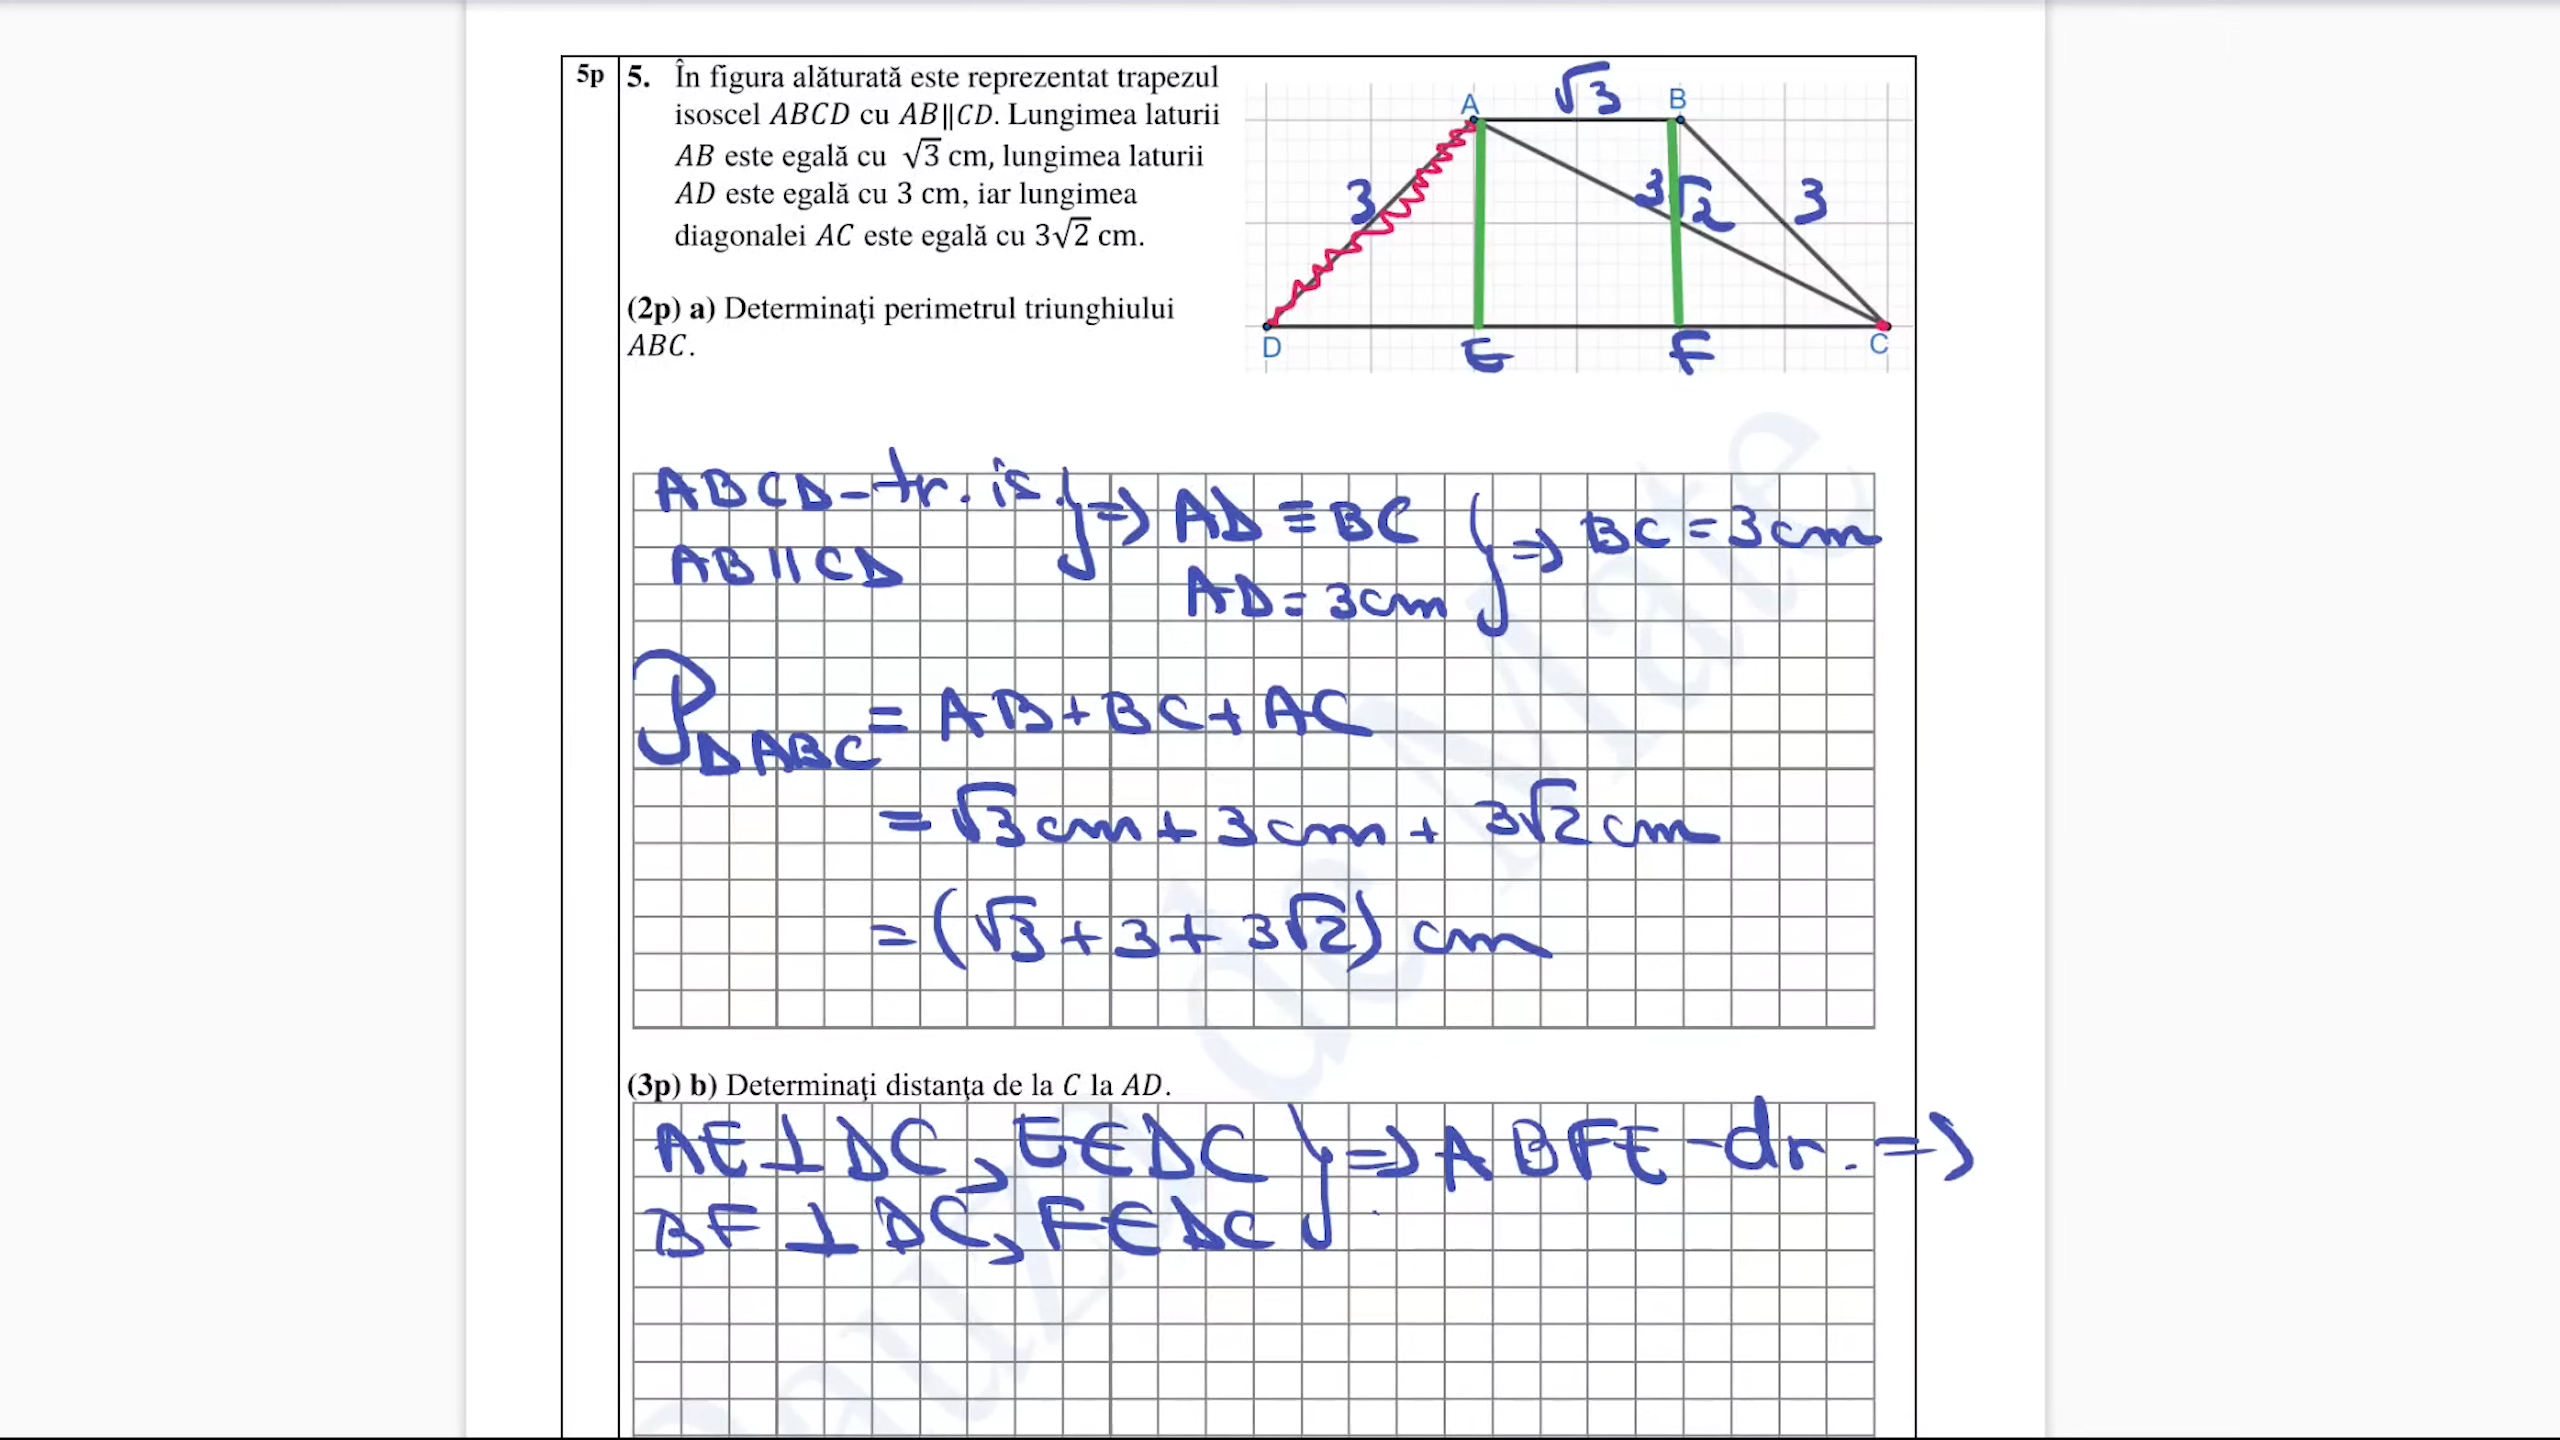 5p 5. În figura alăturată este reprezentat trapezul
isoscel ABCD cu AB∥CD. Lungimea laturii
AB este egală cu √3 cm, lungimea laturii
AD este egală cu 3 cm, iar lungimea
diagonalei AC este egală cu 3√2 cm.
(2p) a) Determinaţi perimetrul triunghiului
ABC.
A √3 B
3 3√2 3
D E F C
ABCD - tr. is. } => AD ≡ BC } => BC = 3cm
AB || CD AD = 3cm
PΔABC = AB + BC + AC
= √3 cm + 3 cm + 3√2 cm
= (√3 + 3 + 3√2) cm
(3p) b) Determinaţi distanţa de la C la AD.
AE ⊥ DC, E ∈ DC } => ABFE - dr. =>
BF ⊥ DC, F ∈ DC
de Mate